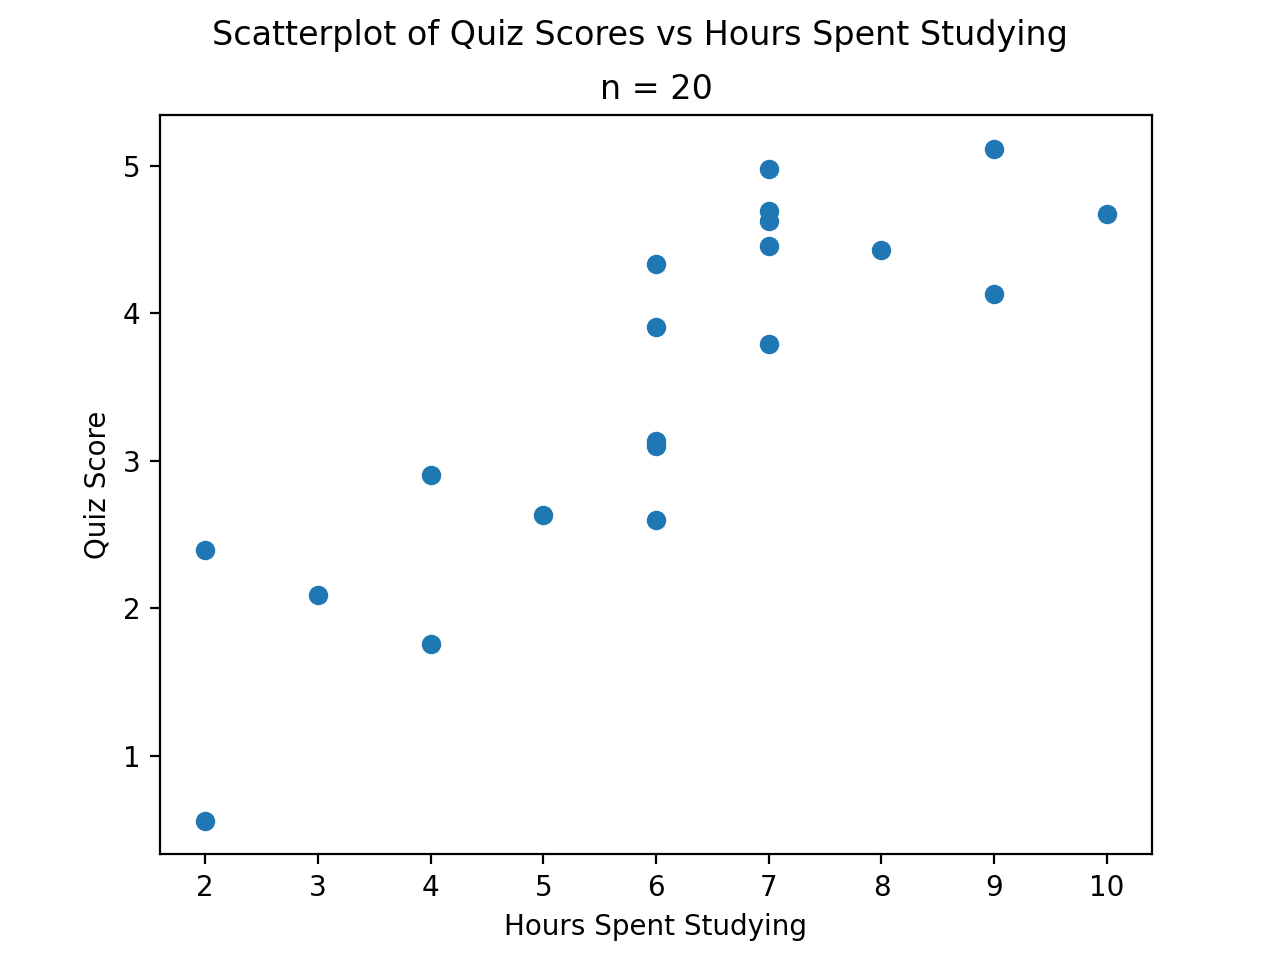 Scatterplot of Quiz Scores vs Hours Spent Studying
n = 20
5
4
3
2
1
Quiz Score
2 3 4 5 6 7 8 9 10
Hours Spent Studying